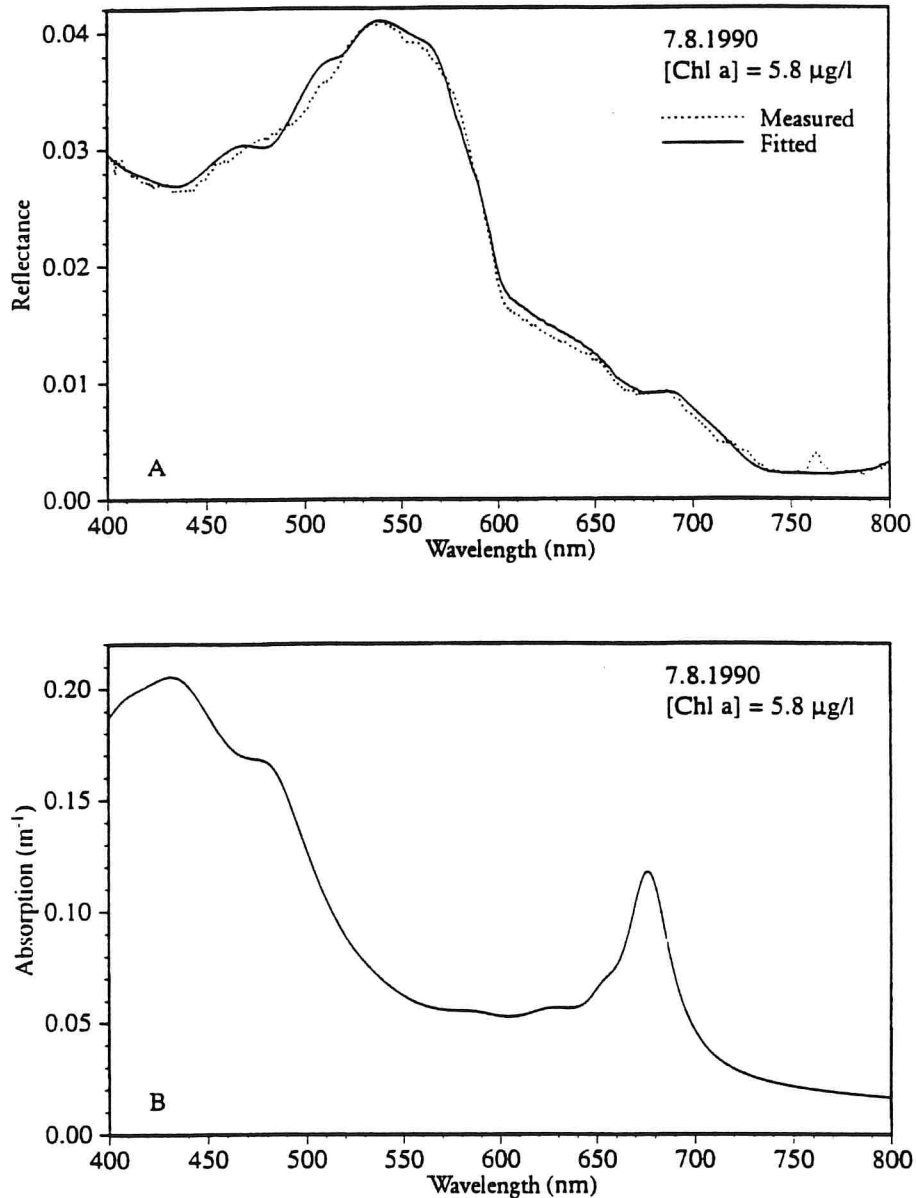 7.8.1990
[Chl a] = 5.8 µg/l
Measured
Fitted
0.04
0.03
0.02
0.01
0.00
Reflectance
A
400 450 500 550 600 650 700 750 800
Wavelength (nm)
7.8.1990
[Chl a] = 5.8 µg/l
0.20
0.15
0.10
0.05
0.00
Absorption (m⁻¹)
B
400 450 500 550 600 650 700 750 800
Wavelength (nm)